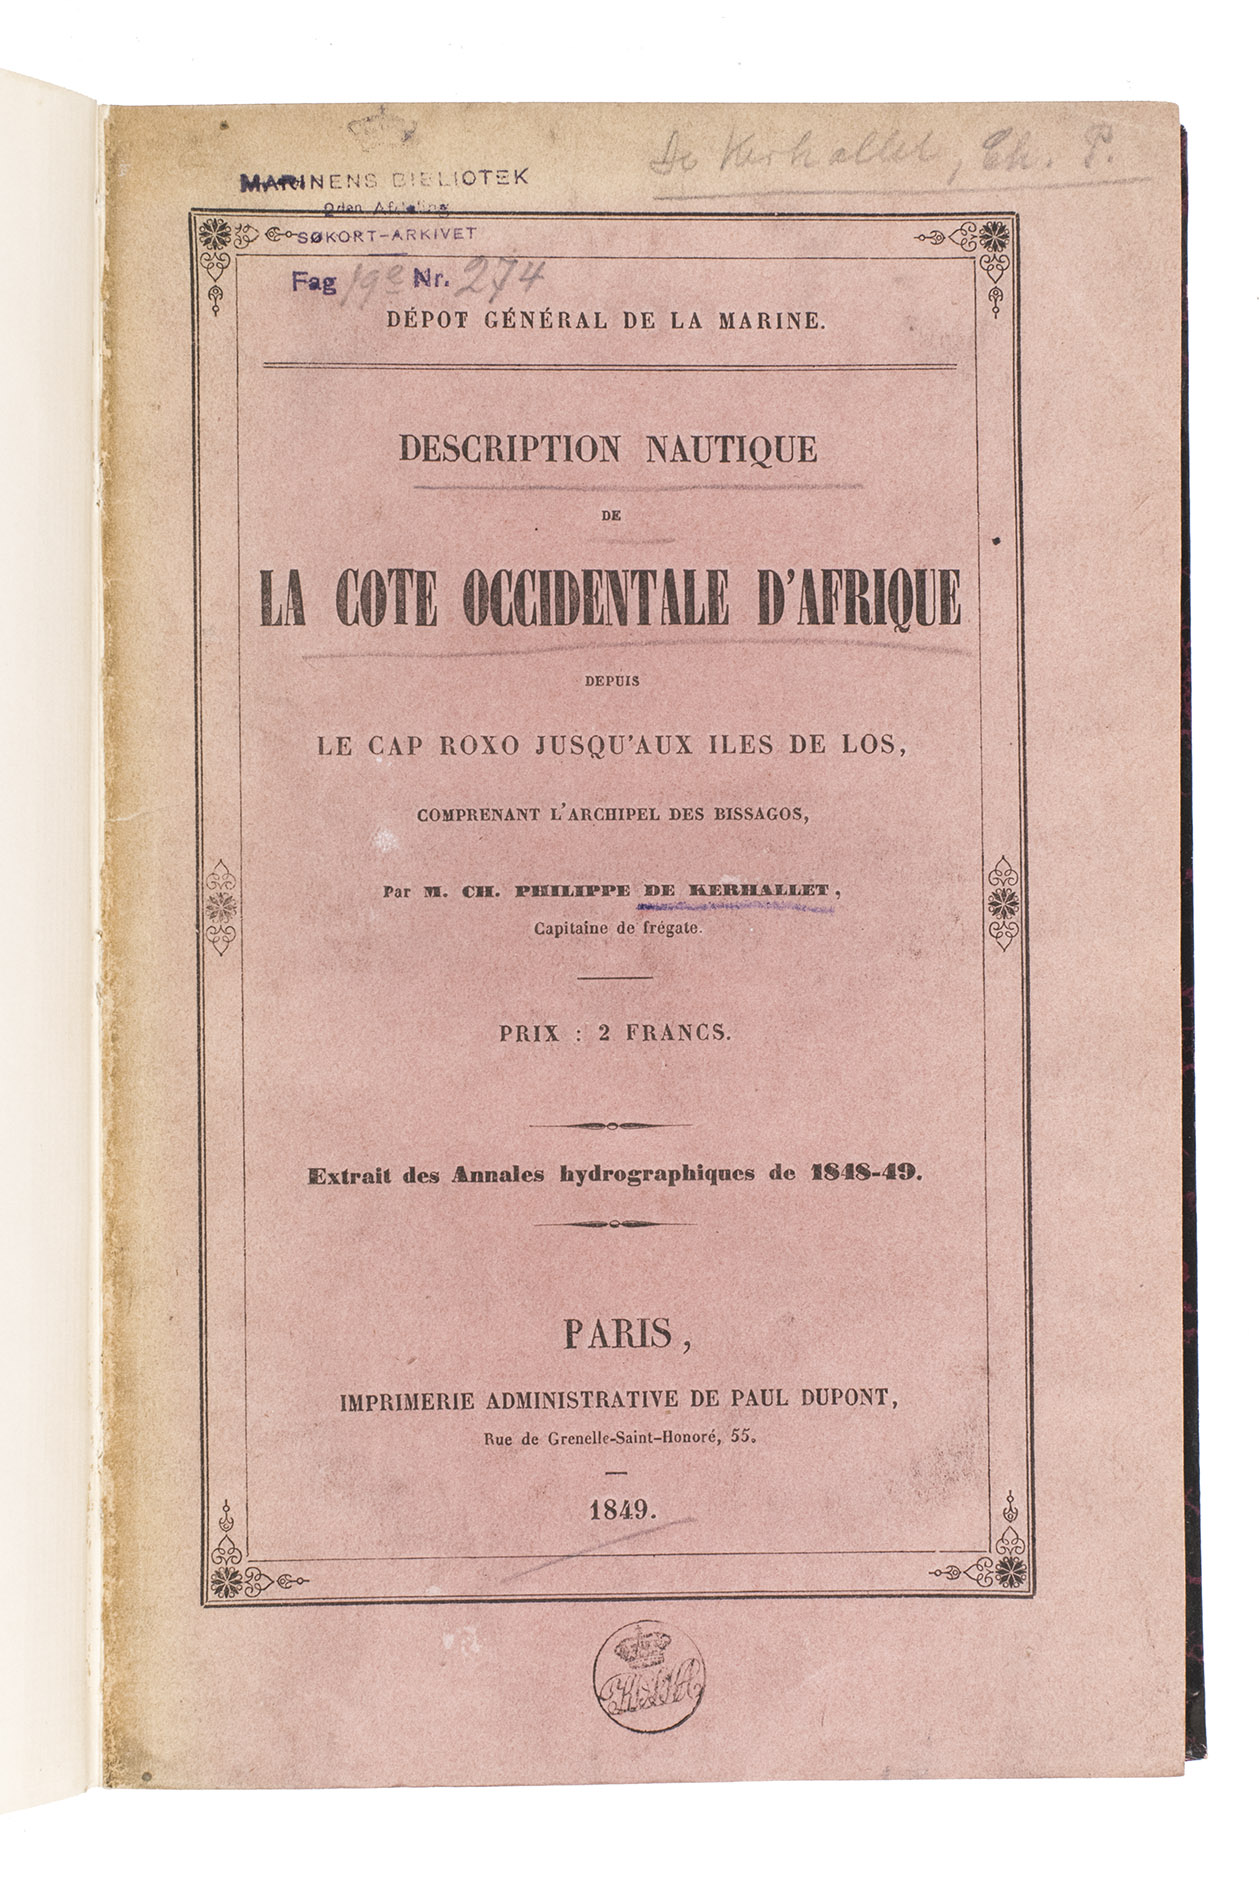 De Kerhallet, Ch. P.
MARINENS BIBLIOTEK
SØKORT-ARKIVET
Fag 19e Nr. 274
DÉPOT GÉNÉRAL DE LA MARINE.
DESCRIPTION NAUTIQUE
DE
LA COTE OCCIDENTALE D'AFRIQUE
DEPUIS
LE CAP ROXO JUSQU'AUX ILES DE LOS,
COMPRENANT L'ARCHIPEL DES BISSAGOS,
Par M. CH. PHILIPPE DE KERHALLET,
Capitaine de frégate.
PRIX : 2 FRANCS.
Extrait des Annales hydrographiques de 1848-49.
PARIS,
IMPRIMERIE ADMINISTRATIVE DE PAUL DUPONT,
Rue de Grenelle-Saint-Honoré, 55.
1849.